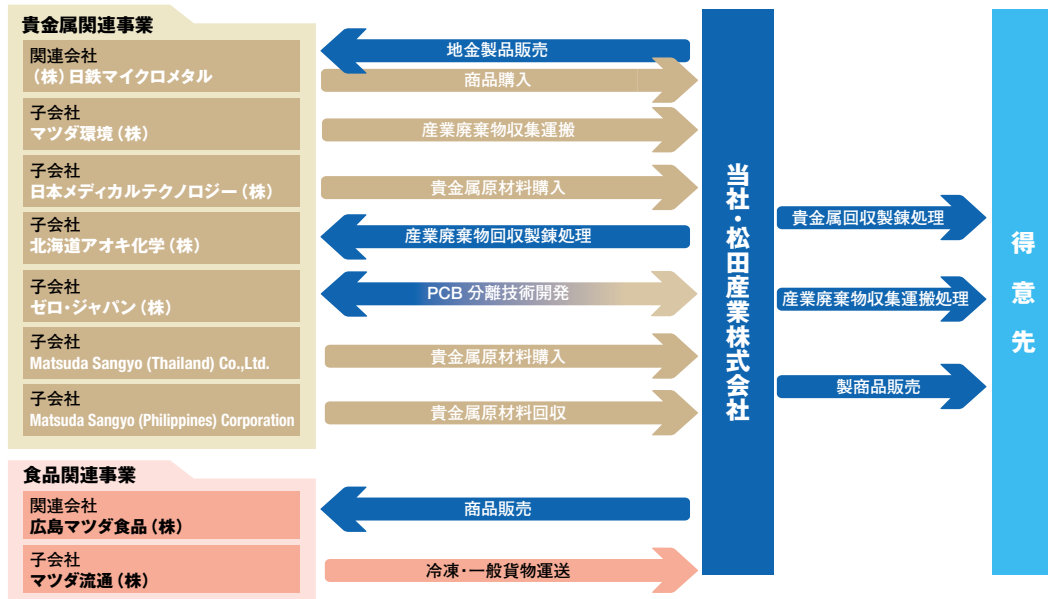 貴金属関連事業
関連会社
（株）日鉄マイクロメタル
地金製品販売
商品購入
子会社
マツダ環境（株）
産業廃棄物収集運搬
子会社
日本メディカルテクノロジー（株）
貴金属原材料購入
子会社
北海道アオキ化学（株）
産業廃棄物回収製錬処理
子会社
ゼロ・ジャパン（株）
PCB 分離技術開発
子会社
Matsuda Sangyo (Thailand) Co.,Ltd.
貴金属原材料購入
子会社
Matsuda Sangyo (Philippines) Corporation
貴金属原材料回収
食品関連事業
関連会社
広島マツダ食品（株）
商品販売
子会社
マツダ流通（株）
冷凍・一般貨物運送
当社・松田産業株式会社
貴金属回収製錬処理
産業廃棄物収集運搬処理
製商品販売
得意先